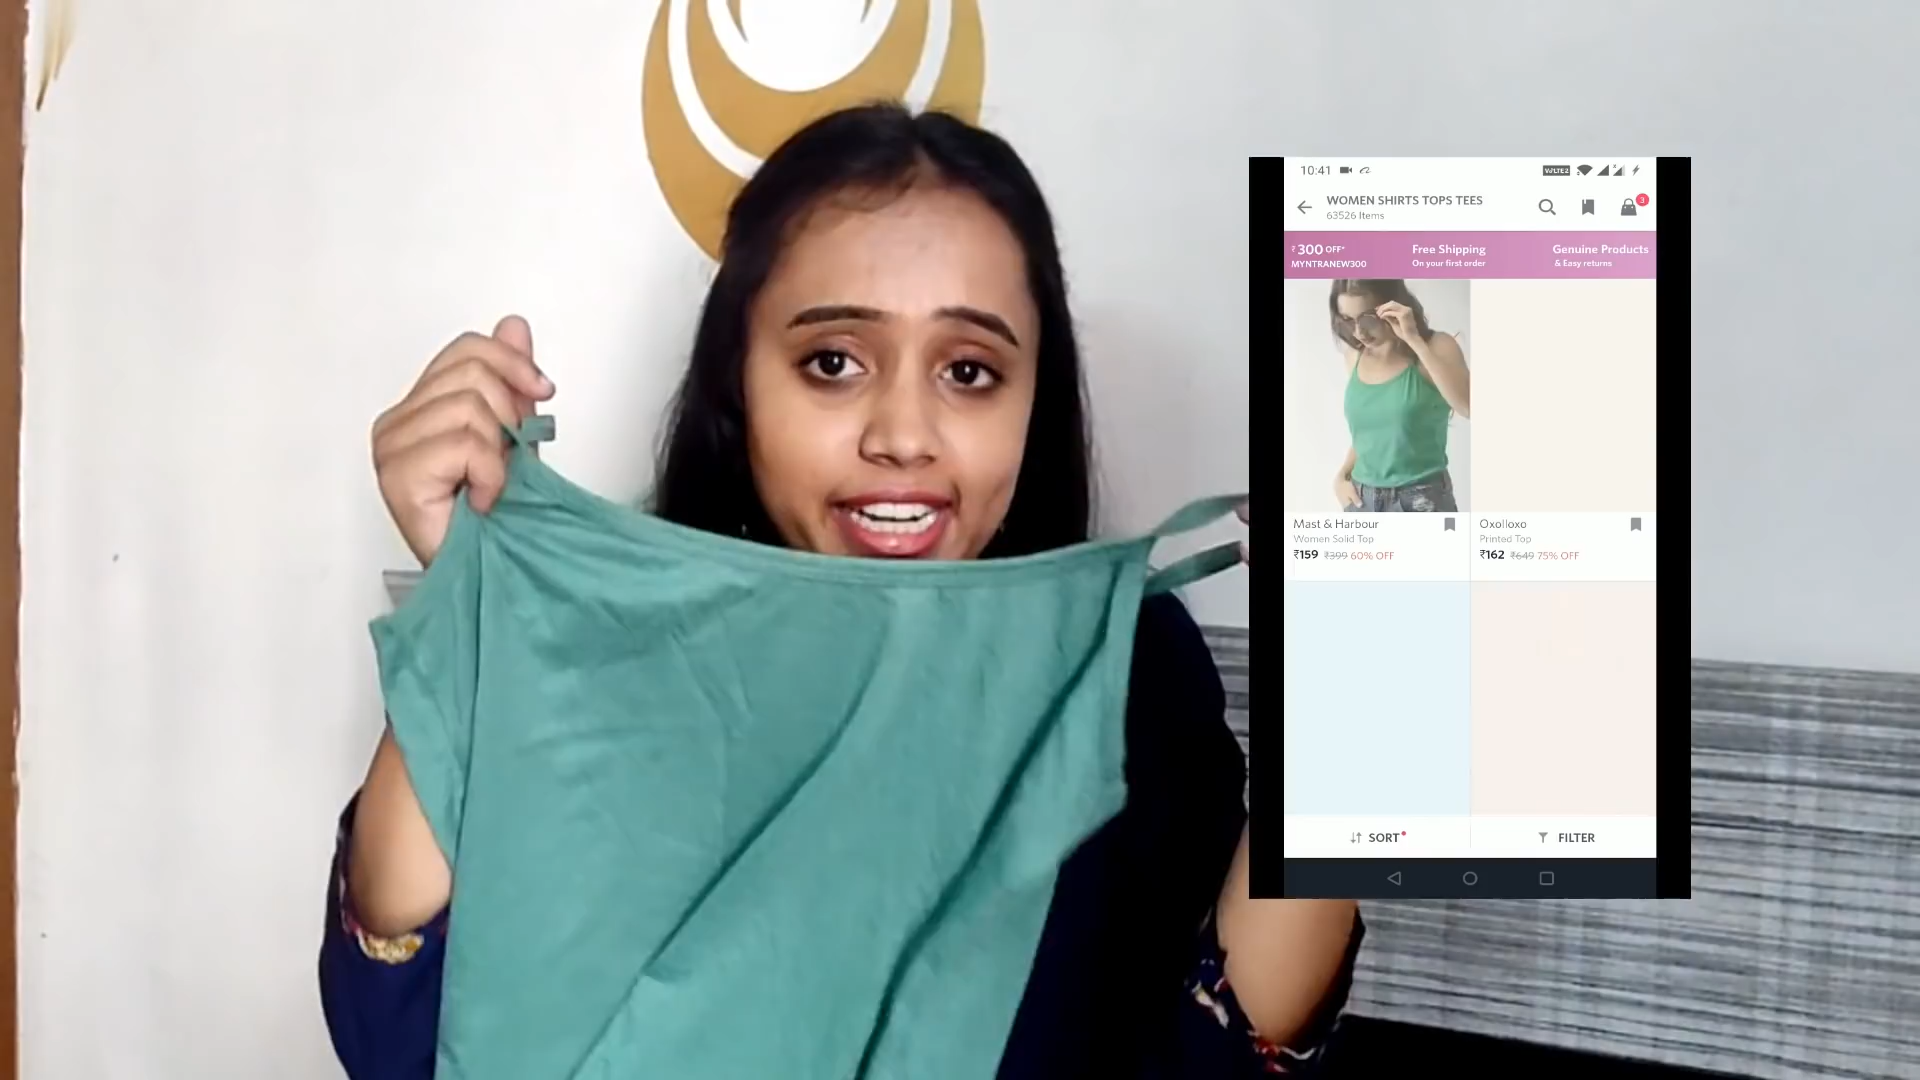 10:41
VoLTE2
WOMEN SHIRTS TOPS TEES
63526 Items
3
₹300 OFF*
MYNTRANEW300
Free Shipping
On your first order
Genuine Products
& Easy returns
Mast & Harbour
Women Solid Top
₹159 ₹399 60% OFF
Oxolloxo
Printed Top
₹162 ₹649 75% OFF
SORT
FILTER